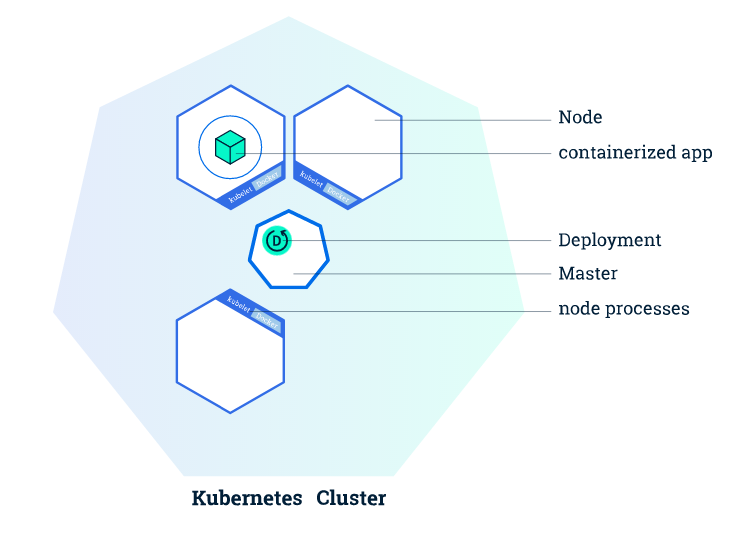 Node
containerized app
kubelet Docker
kubelet Docker
Deployment
D
Master
node processes
kubelet Docker
Kubernetes Cluster